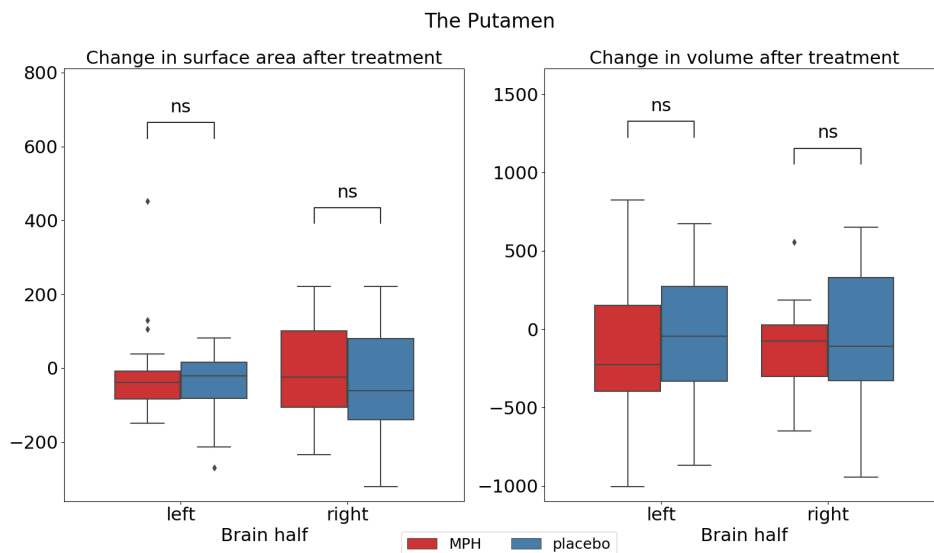 The Putamen
Change in surface area after treatment
800
600
400
200
0
−200
ns
ns
left
right
Brain half
Change in volume after treatment
1500
1000
500
0
−500
−1000
ns
ns
left
right
Brain half
MPH
placebo